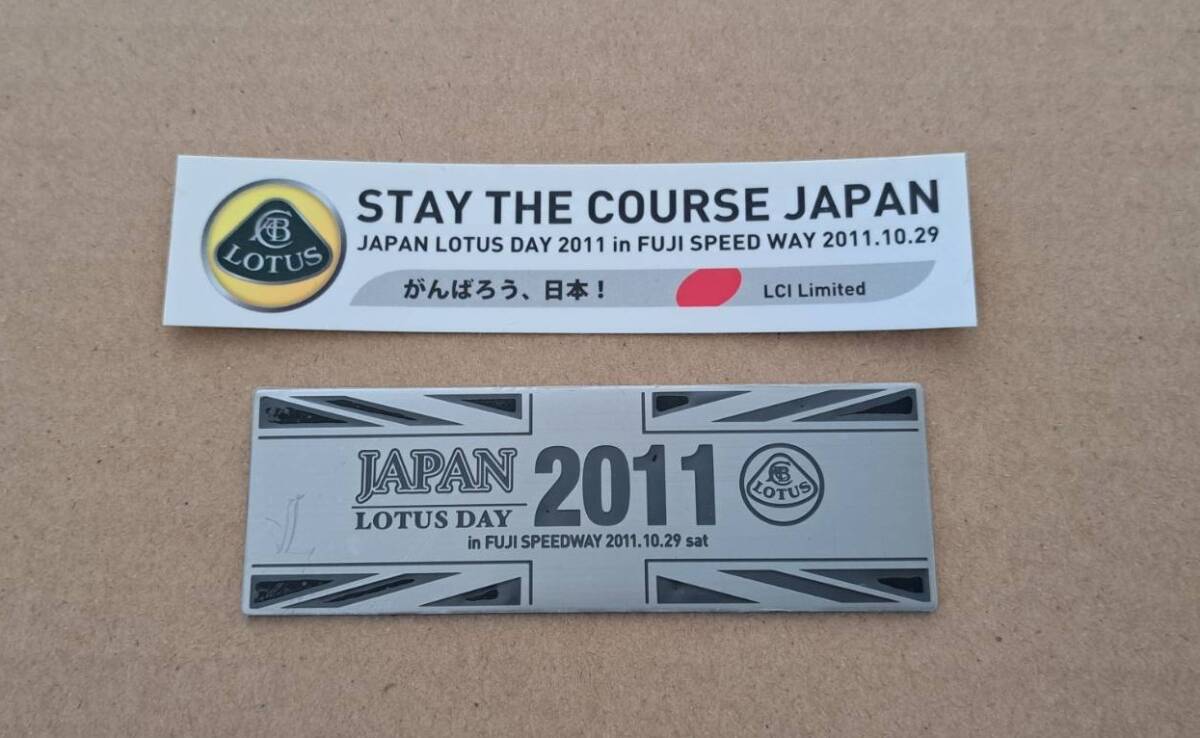 STAY THE COURSE JAPAN
JAPAN LOTUS DAY 2011 in FUJI SPEED WAY 2011.10.29
LOTUS
がんばろう、日本！
LCI Limited
JAPAN
LOTUS DAY
2011
LOTUS
in FUJI SPEEDWAY 2011.10.29 sat